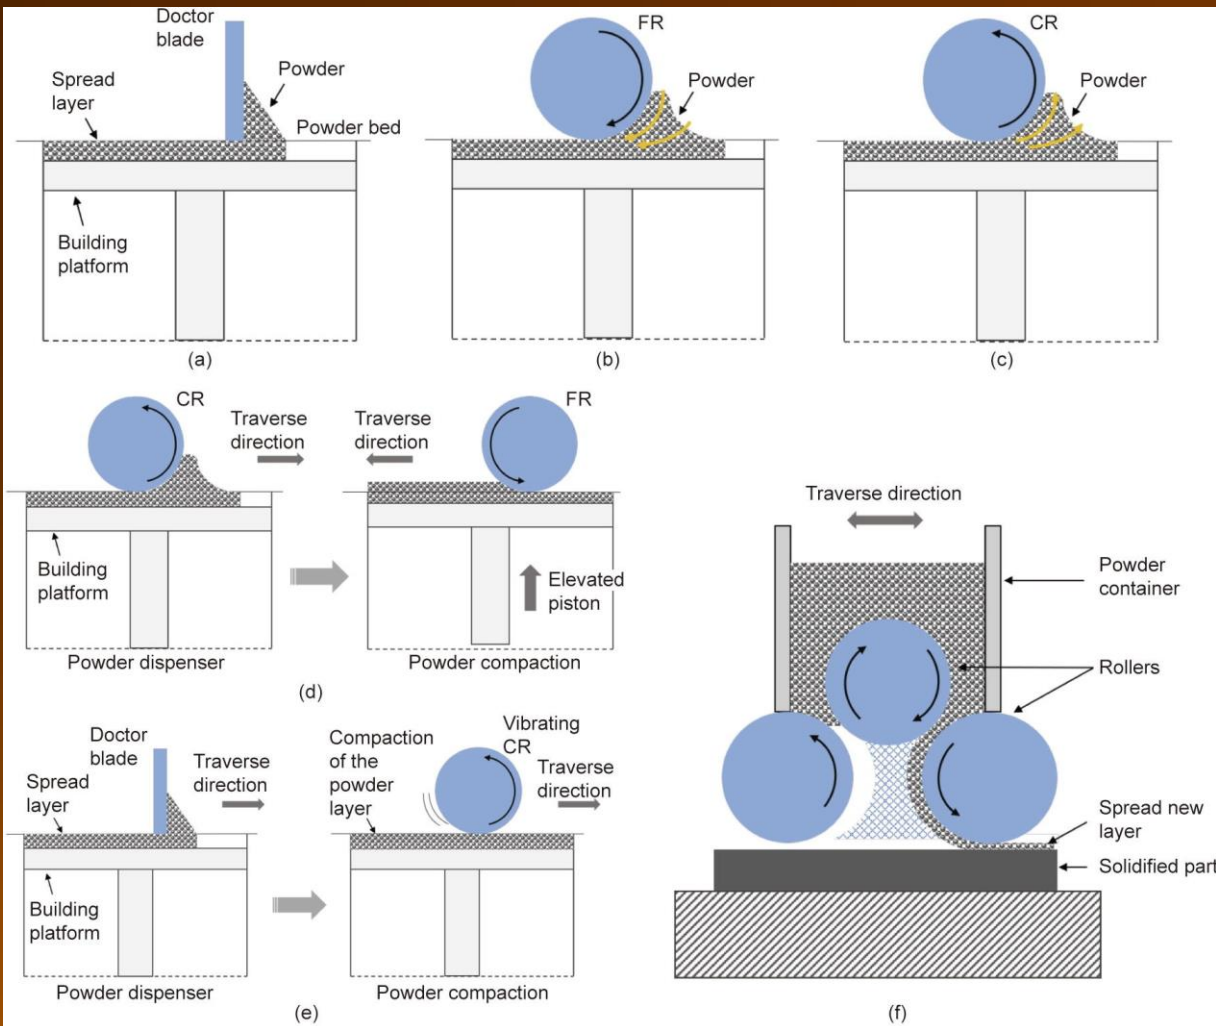 Doctor
blade
Spread
layer
Powder
Powder bed
Building
platform
(a)
FR
Powder
(b)
CR
Powder
(c)
CR
Traverse
direction
Building
platform
Powder dispenser
Traverse
direction
FR
Elevated
piston
Powder compaction
(d)
Doctor
blade
Spread
layer
Traverse
direction
Building
platform
Powder dispenser
Compaction
of the
powder
layer
Vibrating
CR
Traverse
direction
Powder compaction
(e)
Traverse direction
Powder
container
Rollers
Spread new
layer
Solidified part
(f)